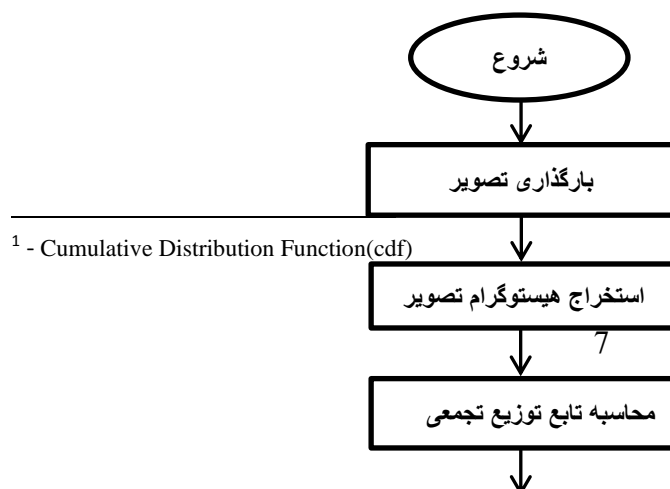 شروع
بارگذاری تصویر
1 - Cumulative Distribution Function(cdf)
استخراج هیستوگرام تصویر
7
محاسبه تابع توزیع تجمعی